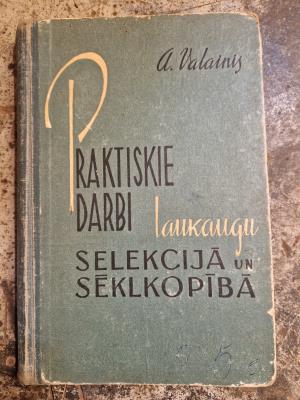 A. Valainis
PRAKTISKIE
DARBI laukaugu
SELEKCIJĀ UN
SĒKLKOPĪBĀ